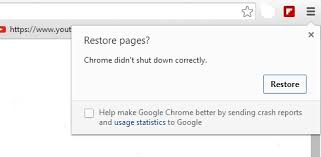 https://www.yout
Restore pages?
Chrome didn't shut down correctly.
Restore
Help make Google Chrome better by sending crash reports
and usage statistics to Google